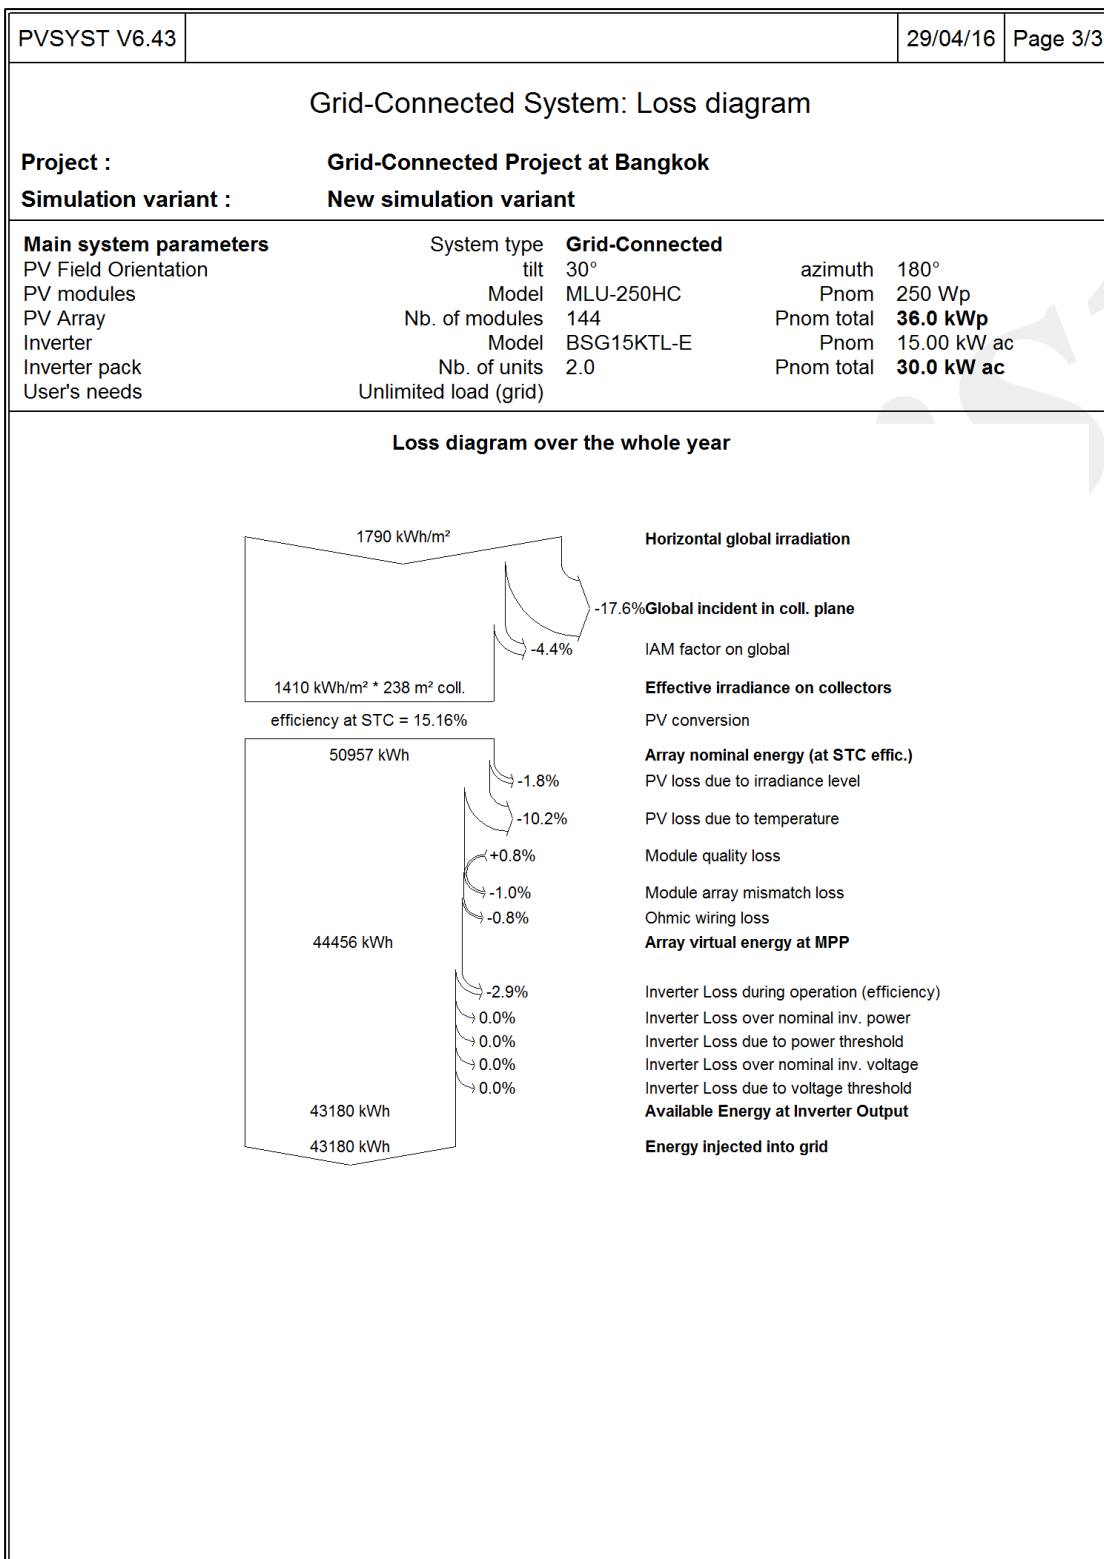 PVSYST V6.43 29/04/16 Page 3/3
Grid-Connected System: Loss diagram
Project : Grid-Connected Project at Bangkok
Simulation variant : New simulation variant
Main system parameters System type Grid-Connected
PV Field Orientation tilt 30° azimuth 180°
PV modules Model MLU-250HC Pnom 250 Wp
PV Array Nb. of modules 144 Pnom total 36.0 kWp
Inverter Model BSG15KTL-E Pnom 15.00 kW ac
Inverter pack Nb. of units 2.0 Pnom total 30.0 kW ac
User's needs Unlimited load (grid)
Loss diagram over the whole year
1790 kWh/m² Horizontal global irradiation
-17.6% Global incident in coll. plane
-4.4% IAM factor on global
1410 kWh/m² * 238 m² coll. Effective irradiance on collectors
efficiency at STC = 15.16% PV conversion
50957 kWh Array nominal energy (at STC effic.)
-1.8% PV loss due to irradiance level
-10.2% PV loss due to temperature
+0.8% Module quality loss
-1.0% Module array mismatch loss
-0.8% Ohmic wiring loss
44456 kWh Array virtual energy at MPP
-2.9% Inverter Loss during operation (efficiency)
0.0% Inverter Loss over nominal inv. power
0.0% Inverter Loss due to power threshold
0.0% Inverter Loss over nominal inv. voltage
0.0% Inverter Loss due to voltage threshold
43180 kWh Available Energy at Inverter Output
43180 kWh Energy injected into grid